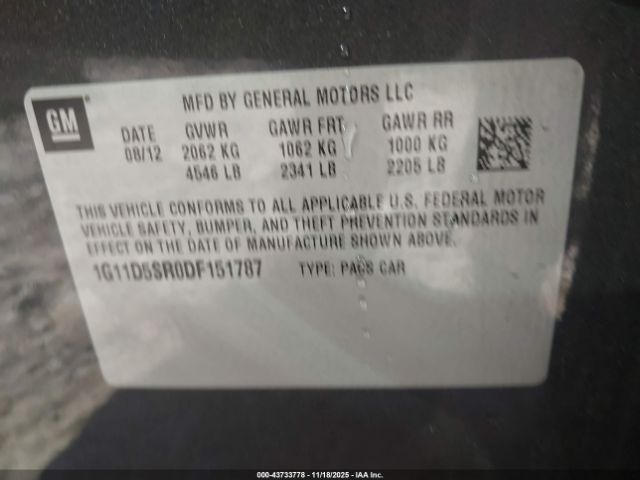 GM
MFD BY GENERAL MOTORS LLC
DATE GVWR GAWR FRT GAWR RR
08/12 2062 KG 1062 KG 1000 KG
4546 LB 2341 LB 2205 LB
THIS VEHICLE CONFORMS TO ALL APPLICABLE U.S. FEDERAL MOTOR
VEHICLE SAFETY, BUMPER, AND THEFT PREVENTION STANDARDS IN
EFFECT ON THE DATE OF MANUFACTURE SHOWN ABOVE.
1G11D5SR0DF151787 TYPE: PASS CAR
000-43733778 - 11/18/2025 - IAA Inc.